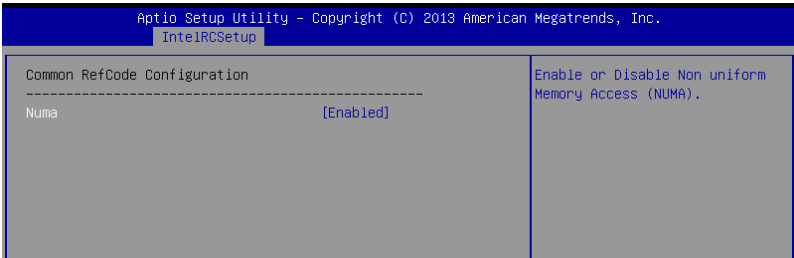 Aptio Setup Utility – Copyright (C) 2013 American Megatrends, Inc.
IntelRCSetup
Common RefCode Configuration
--------------------------------------------------
Numa [Enabled]
Enable or Disable Non uniform
Memory Access (NUMA).